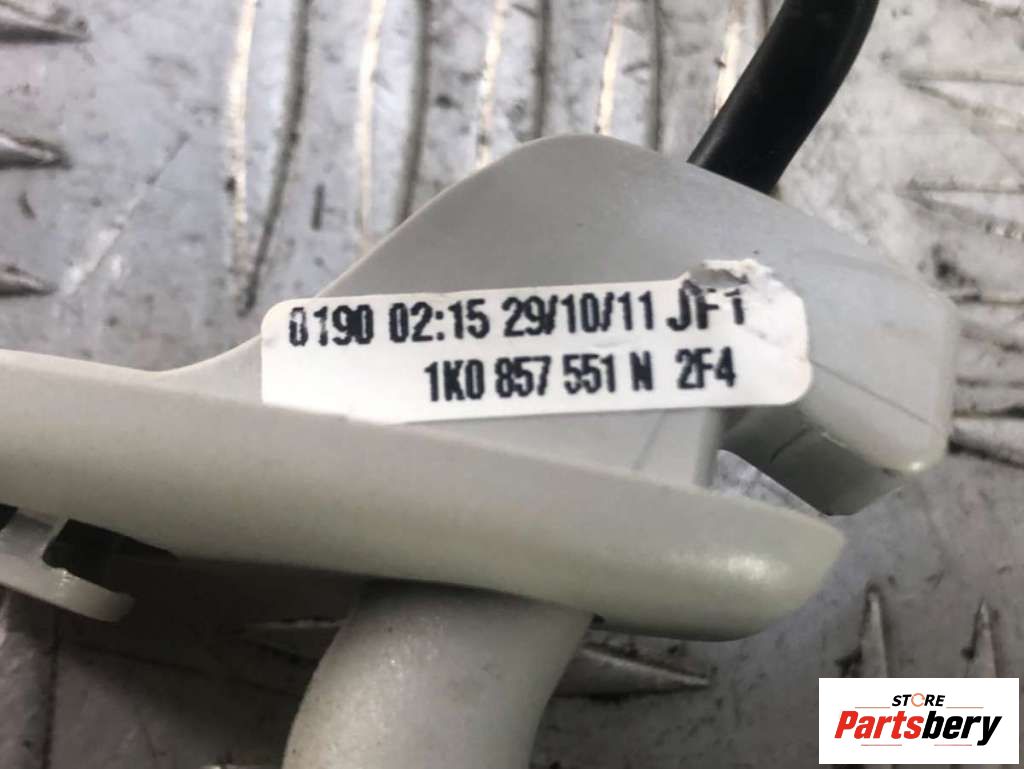 0190 02:15 29/10/11 JF1
1K0 857 551 N 2F4
STORE
Partsbery